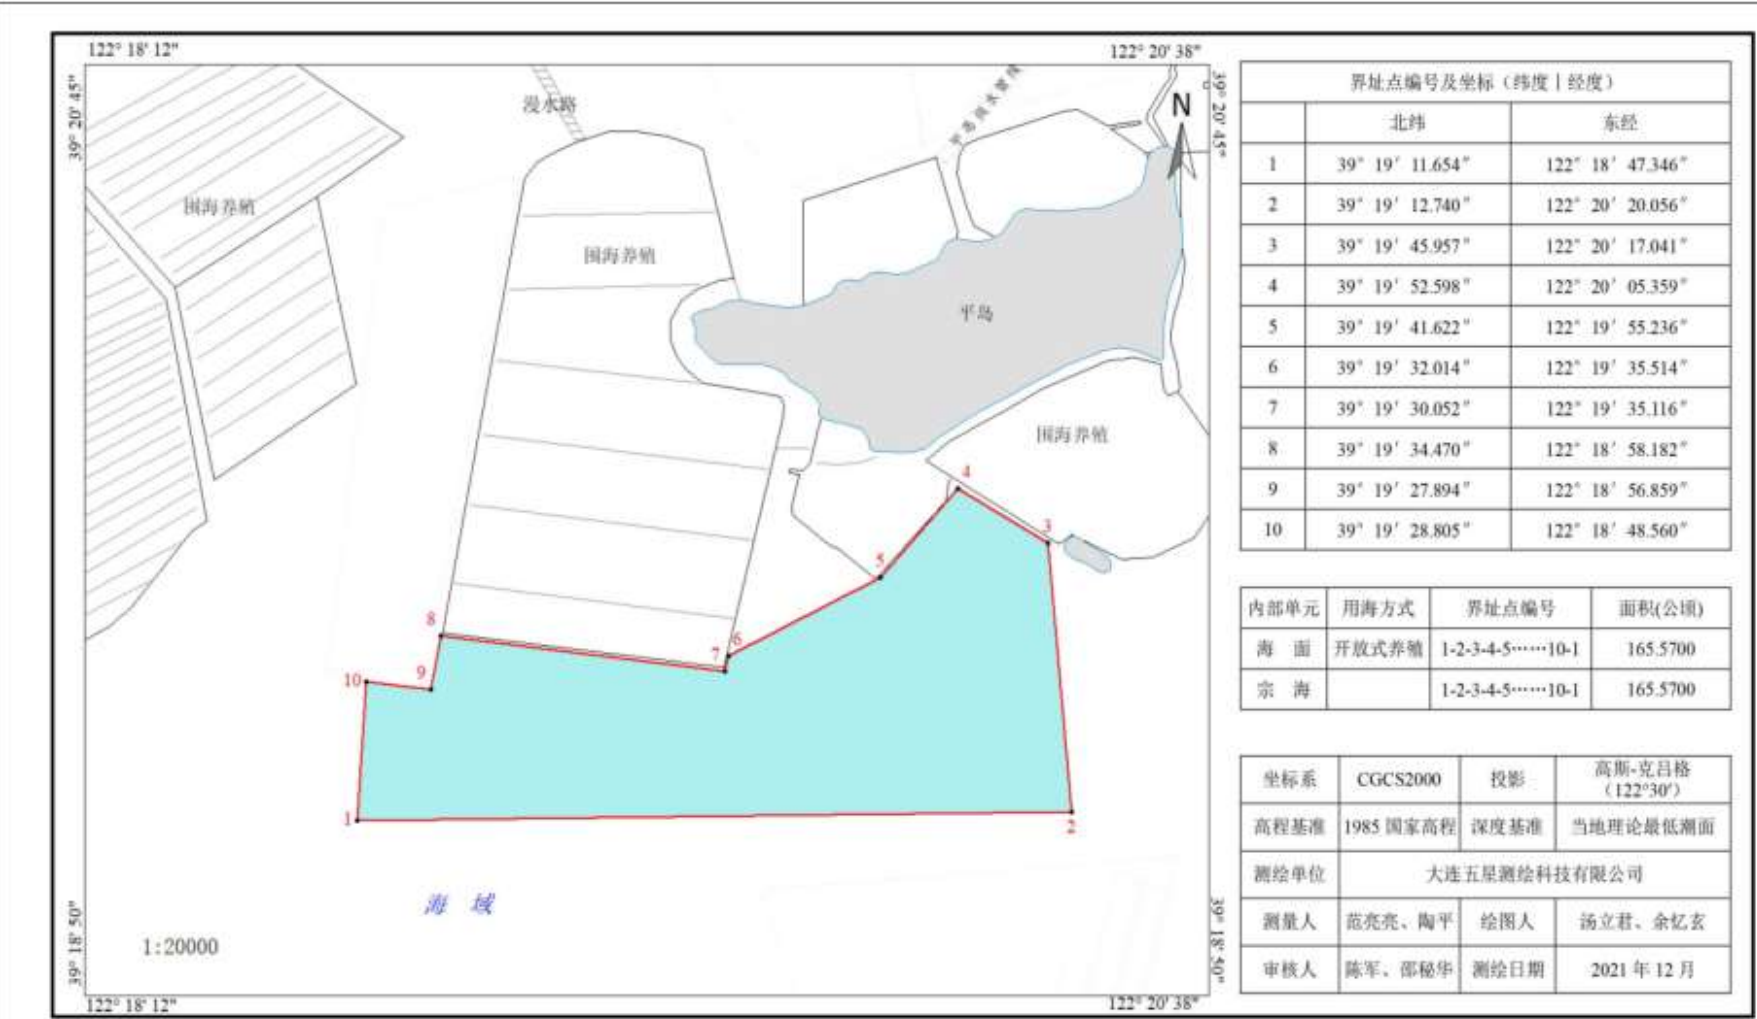 122° 18' 12"
122° 20' 38"
39° 20' 45"
39° 20' 45"
漫水路
平岛供水管线
N
围海养殖
围海养殖
平岛
围海养殖
4
3
5
8
6
7
10
9
1
2
海 域
1:20000
39° 18' 50"
39° 18' 50"
122° 18' 12"
122° 20' 38"
界址点编号及坐标（纬度 | 经度）
北纬 东经
1 39° 19′ 11.654″ 122° 18′ 47.346″
2 39° 19′ 12.740″ 122° 20′ 20.056″
3 39° 19′ 45.957″ 122° 20′ 17.041″
4 39° 19′ 52.598″ 122° 20′ 05.359″
5 39° 19′ 41.622″ 122° 19′ 55.236″
6 39° 19′ 32.014″ 122° 19′ 35.514″
7 39° 19′ 30.052″ 122° 19′ 35.116″
8 39° 19′ 34.470″ 122° 18′ 58.182″
9 39° 19′ 27.894″ 122° 18′ 56.859″
10 39° 19′ 28.805″ 122° 18′ 48.560″
内部单元 用海方式 界址点编号 面积(公顷)
海 面 开放式养殖 1-2-3-4-5……10-1 165.5700
宗 海 1-2-3-4-5……10-1 165.5700
坐标系 CGCS2000 投影 高斯-克吕格
（122°30′）
高程基准 1985 国家高程 深度基准 当地理论最低潮面
测绘单位 大连五星测绘科技有限公司
测量人 范亮亮、陶平 绘图人 汤立君、余忆玄
审核人 陈军、邵秘华 测绘日期 2021 年 12 月